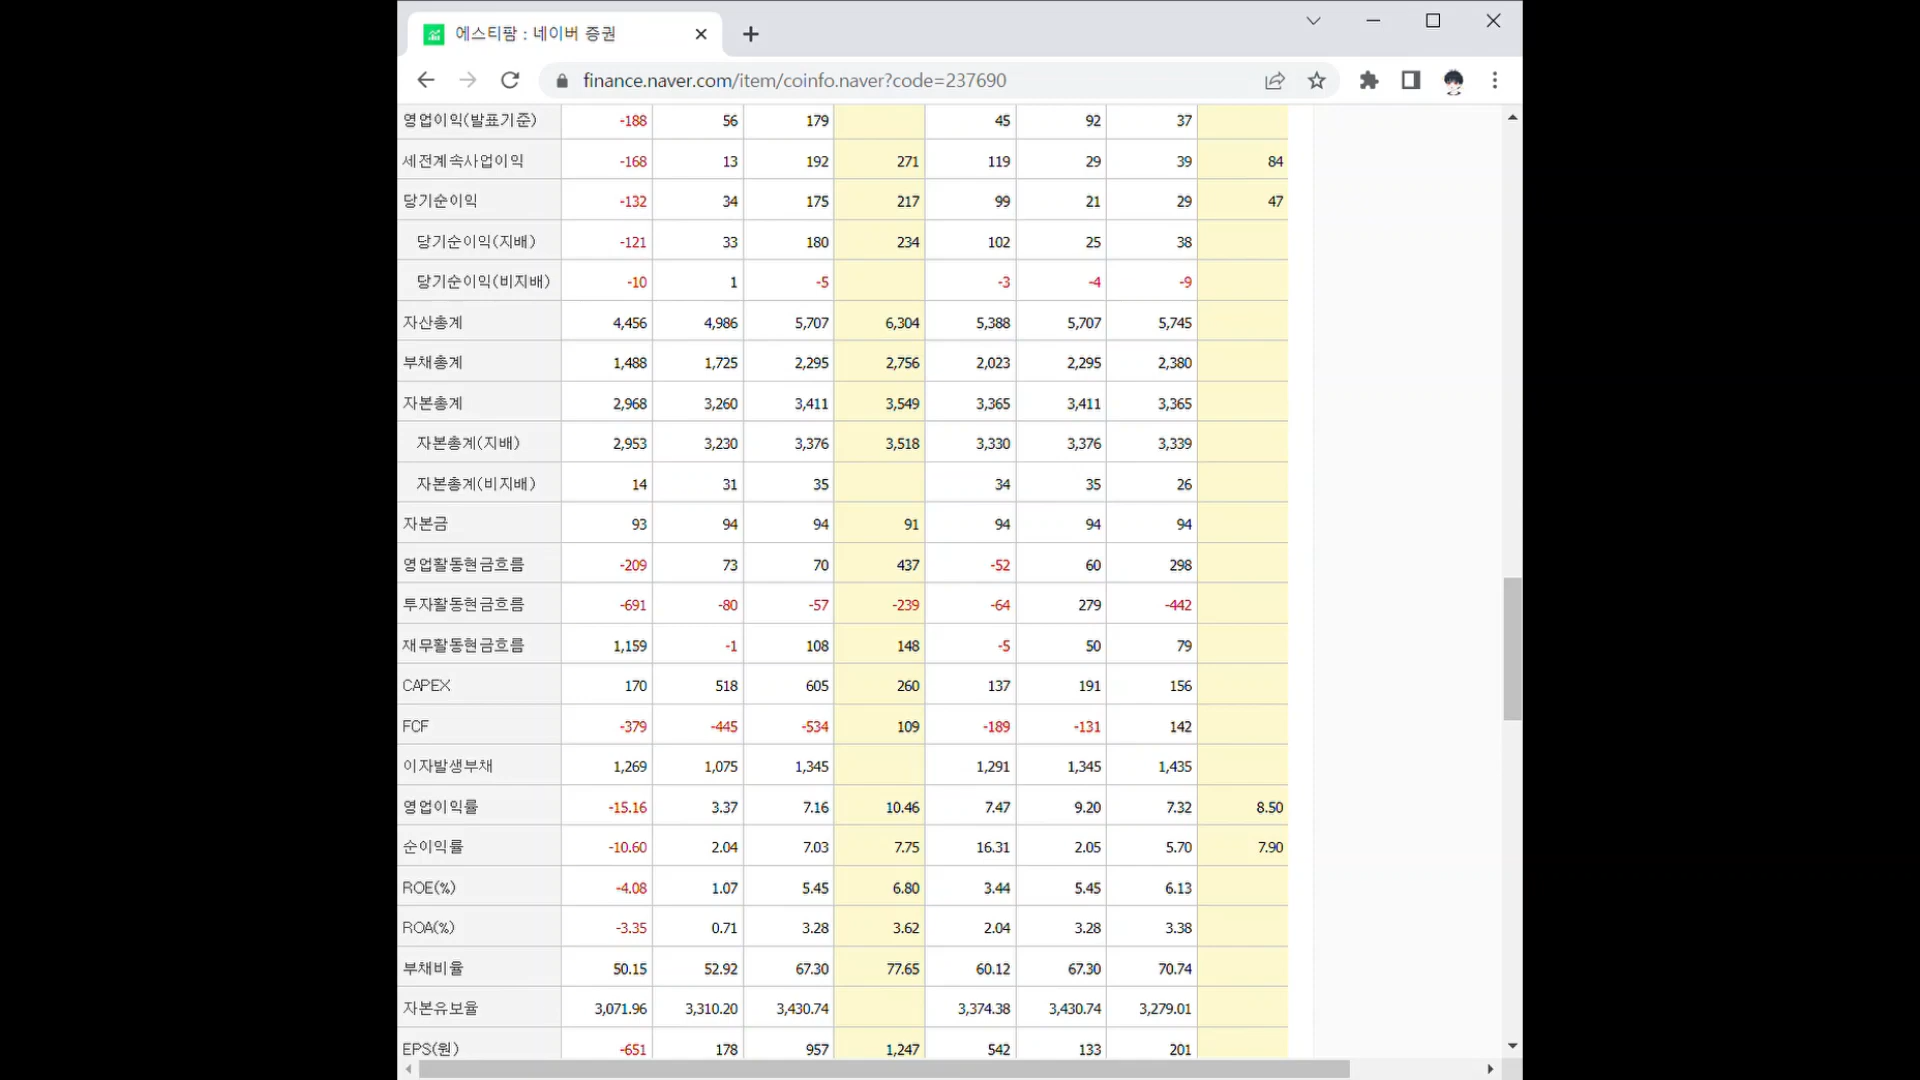 에스티팜 : 네이버 증권
finance.naver.com/item/coinfo.naver?code=237690
영업이익(발표기준) -188 56 179 45 92 37
세전계속사업이익 -168 13 192 271 119 29 39 84
당기순이익 -132 34 175 217 99 21 29 47
당기순이익(지배) -121 33 180 234 102 25 38
당기순이익(비지배) -10 1 -5 -3 -4 -9
자산총계 4,456 4,986 5,707 6,304 5,388 5,707 5,745
부채총계 1,488 1,725 2,295 2,756 2,023 2,295 2,380
자본총계 2,968 3,260 3,411 3,549 3,365 3,411 3,365
자본총계(지배) 2,953 3,230 3,376 3,518 3,330 3,376 3,339
자본총계(비지배) 14 31 35 34 35 26
자본금 93 94 94 91 94 94 94
영업활동현금흐름 -209 73 70 437 -52 60 298
투자활동현금흐름 -691 -80 -57 -239 -64 279 -442
재무활동현금흐름 1,159 -1 108 148 -5 50 79
CAPEX 170 518 605 260 137 191 156
FCF -379 -445 -534 109 -189 -131 142
이자발생부채 1,269 1,075 1,345 1,291 1,345 1,435
영업이익률 -15.16 3.37 7.16 10.46 7.47 9.20 7.32 8.50
순이익률 -10.60 2.04 7.03 7.75 16.31 2.05 5.70 7.90
ROE(%) -4.08 1.07 5.45 6.80 3.44 5.45 6.13
ROA(%) -3.35 0.71 3.28 3.62 2.04 3.28 3.38
부채비율 50.15 52.92 67.30 77.65 60.12 67.30 70.74
자본유보율 3,071.96 3,310.20 3,430.74 3,374.38 3,430.74 3,279.01
EPS(원) -651 178 957 1,247 542 133 201